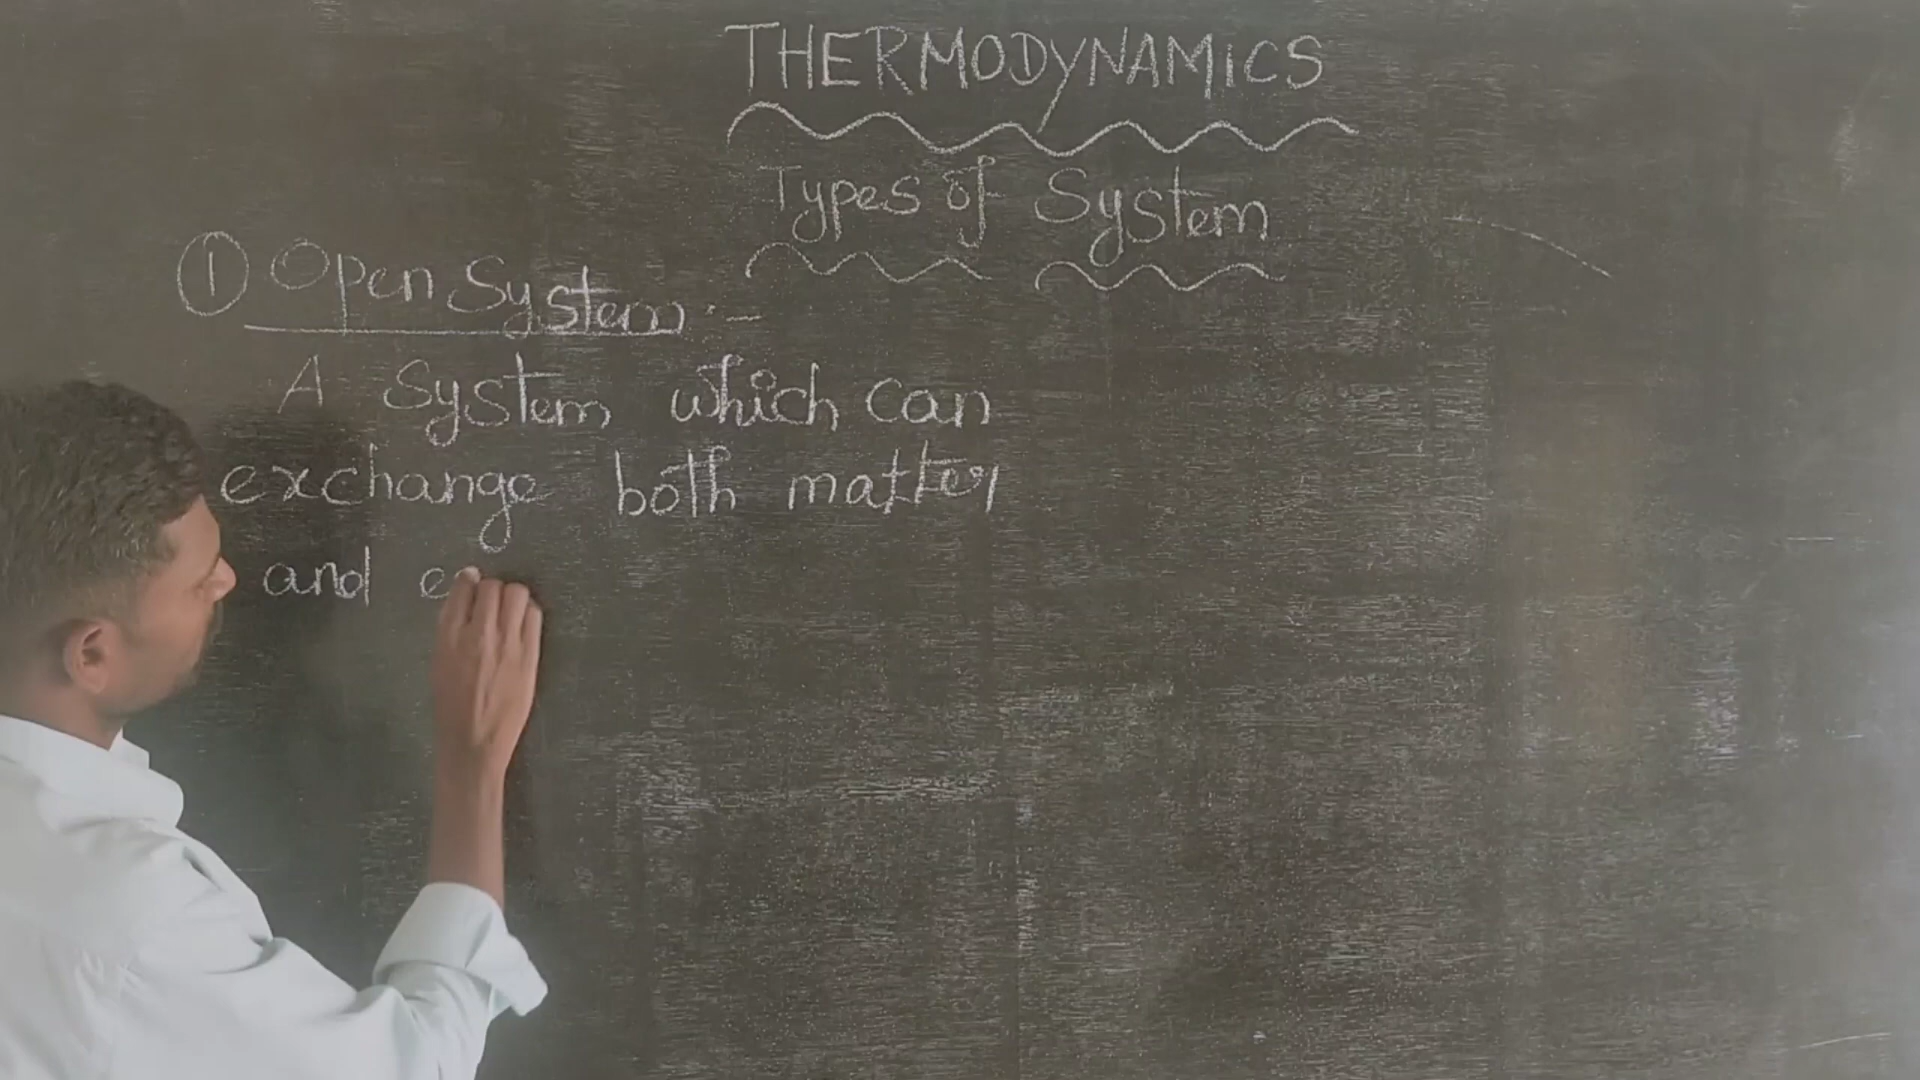 THERMODYNAMICS
Types of System
① Open System :-
A System which can
exchange both matter
and e